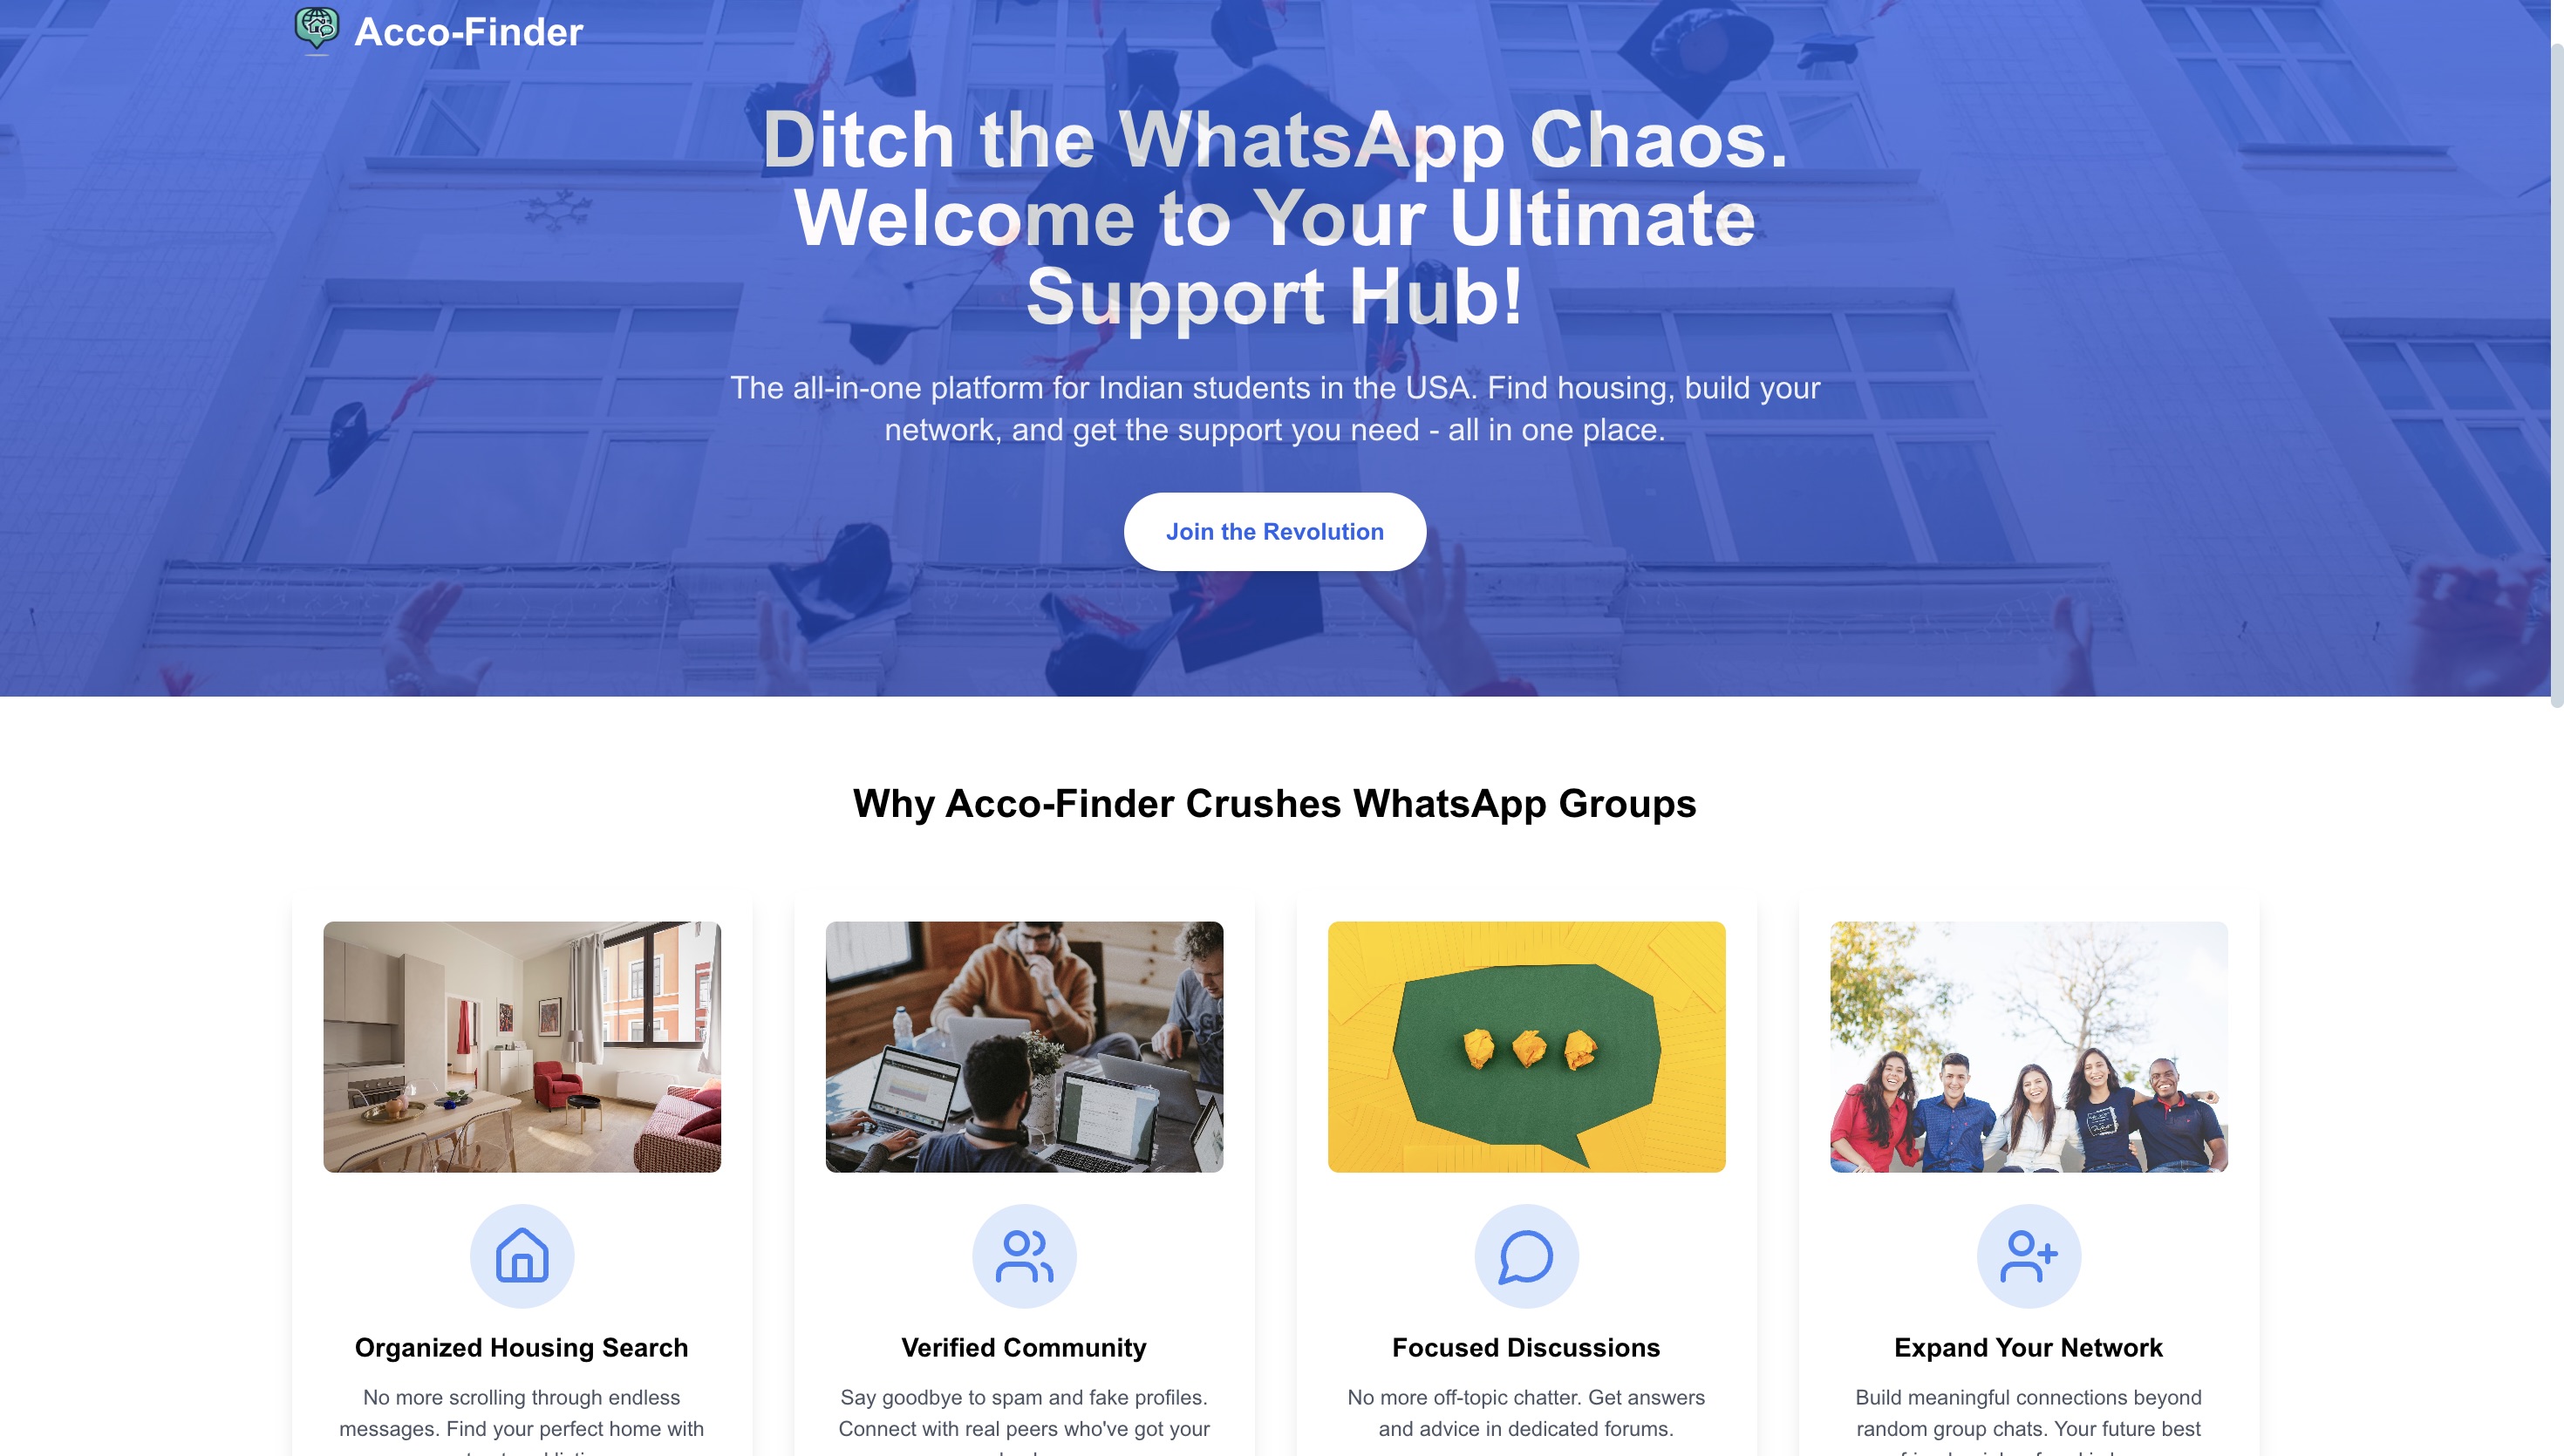 Acco-Finder
Ditch the WhatsApp Chaos.
Welcome to Your Ultimate
Support Hub!
The all-in-one platform for Indian students in the USA. Find housing, build your
network, and get the support you need - all in one place.
Join the Revolution
Why Acco-Finder Crushes WhatsApp Groups
Organized Housing Search
No more scrolling through endless
messages. Find your perfect home with
Verified Community
Say goodbye to spam and fake profiles.
Connect with real peers who've got your
Focused Discussions
No more off-topic chatter. Get answers
and advice in dedicated forums.
Expand Your Network
Build meaningful connections beyond
random group chats. Your future best